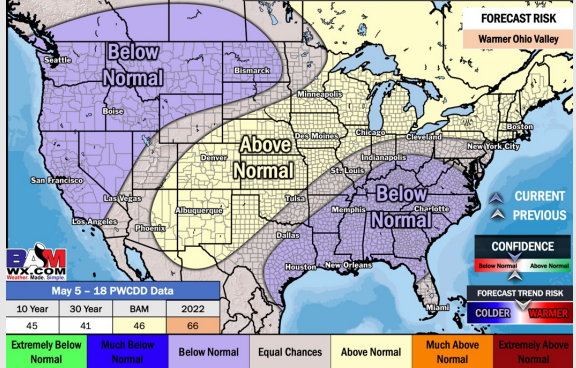 FORECAST RISK
Warmer Ohio Valley
Seattle
Below
Normal
Bismarck
Minneapolis
Boise
Boston
Des Moines
Chicago
Cleveland
New York City
Above
Normal
Denver
Indianapolis
St. Louis
San Francisco
Las Vegas
Tulsa
Below
Normal
Memphis
Charlotte
CURRENT
PREVIOUS
Los Angeles
Phoenix
Albuquerque
Dallas
CONFIDENCE
Below Normal
Above Normal
BAM
WX.COM
Weather. Made. Simple.
Houston
New Orleans
FORECAST TREND RISK
COLDER
WARMER
Miami
May 5 – 18 PWCDD Data
10 Year 30 Year BAM 2022
45 41 46 66
Extremely Below
Normal
Much Below
Normal
Below Normal
Equal Chances
Above Normal
Much Above
Normal
Extremely Above
Normal